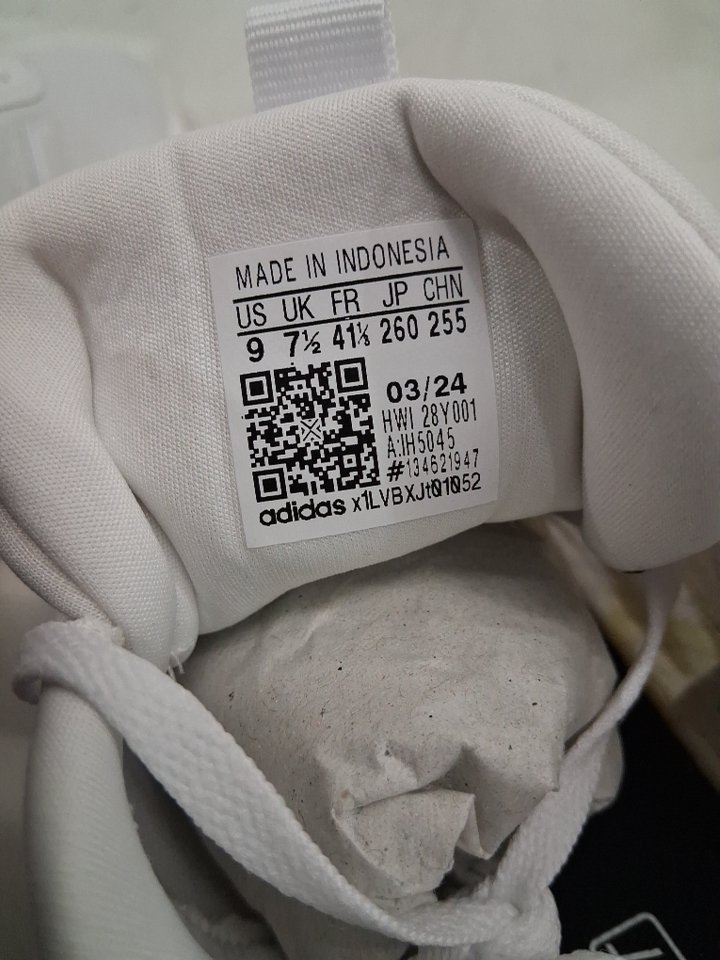 MADE IN INDONESIA
US UK FR JP CHN
9 7½ 41⅓ 260 255
03/24
HWI 28Y001
A:IH5045
#134621947
adidas x1LVBXJt01052